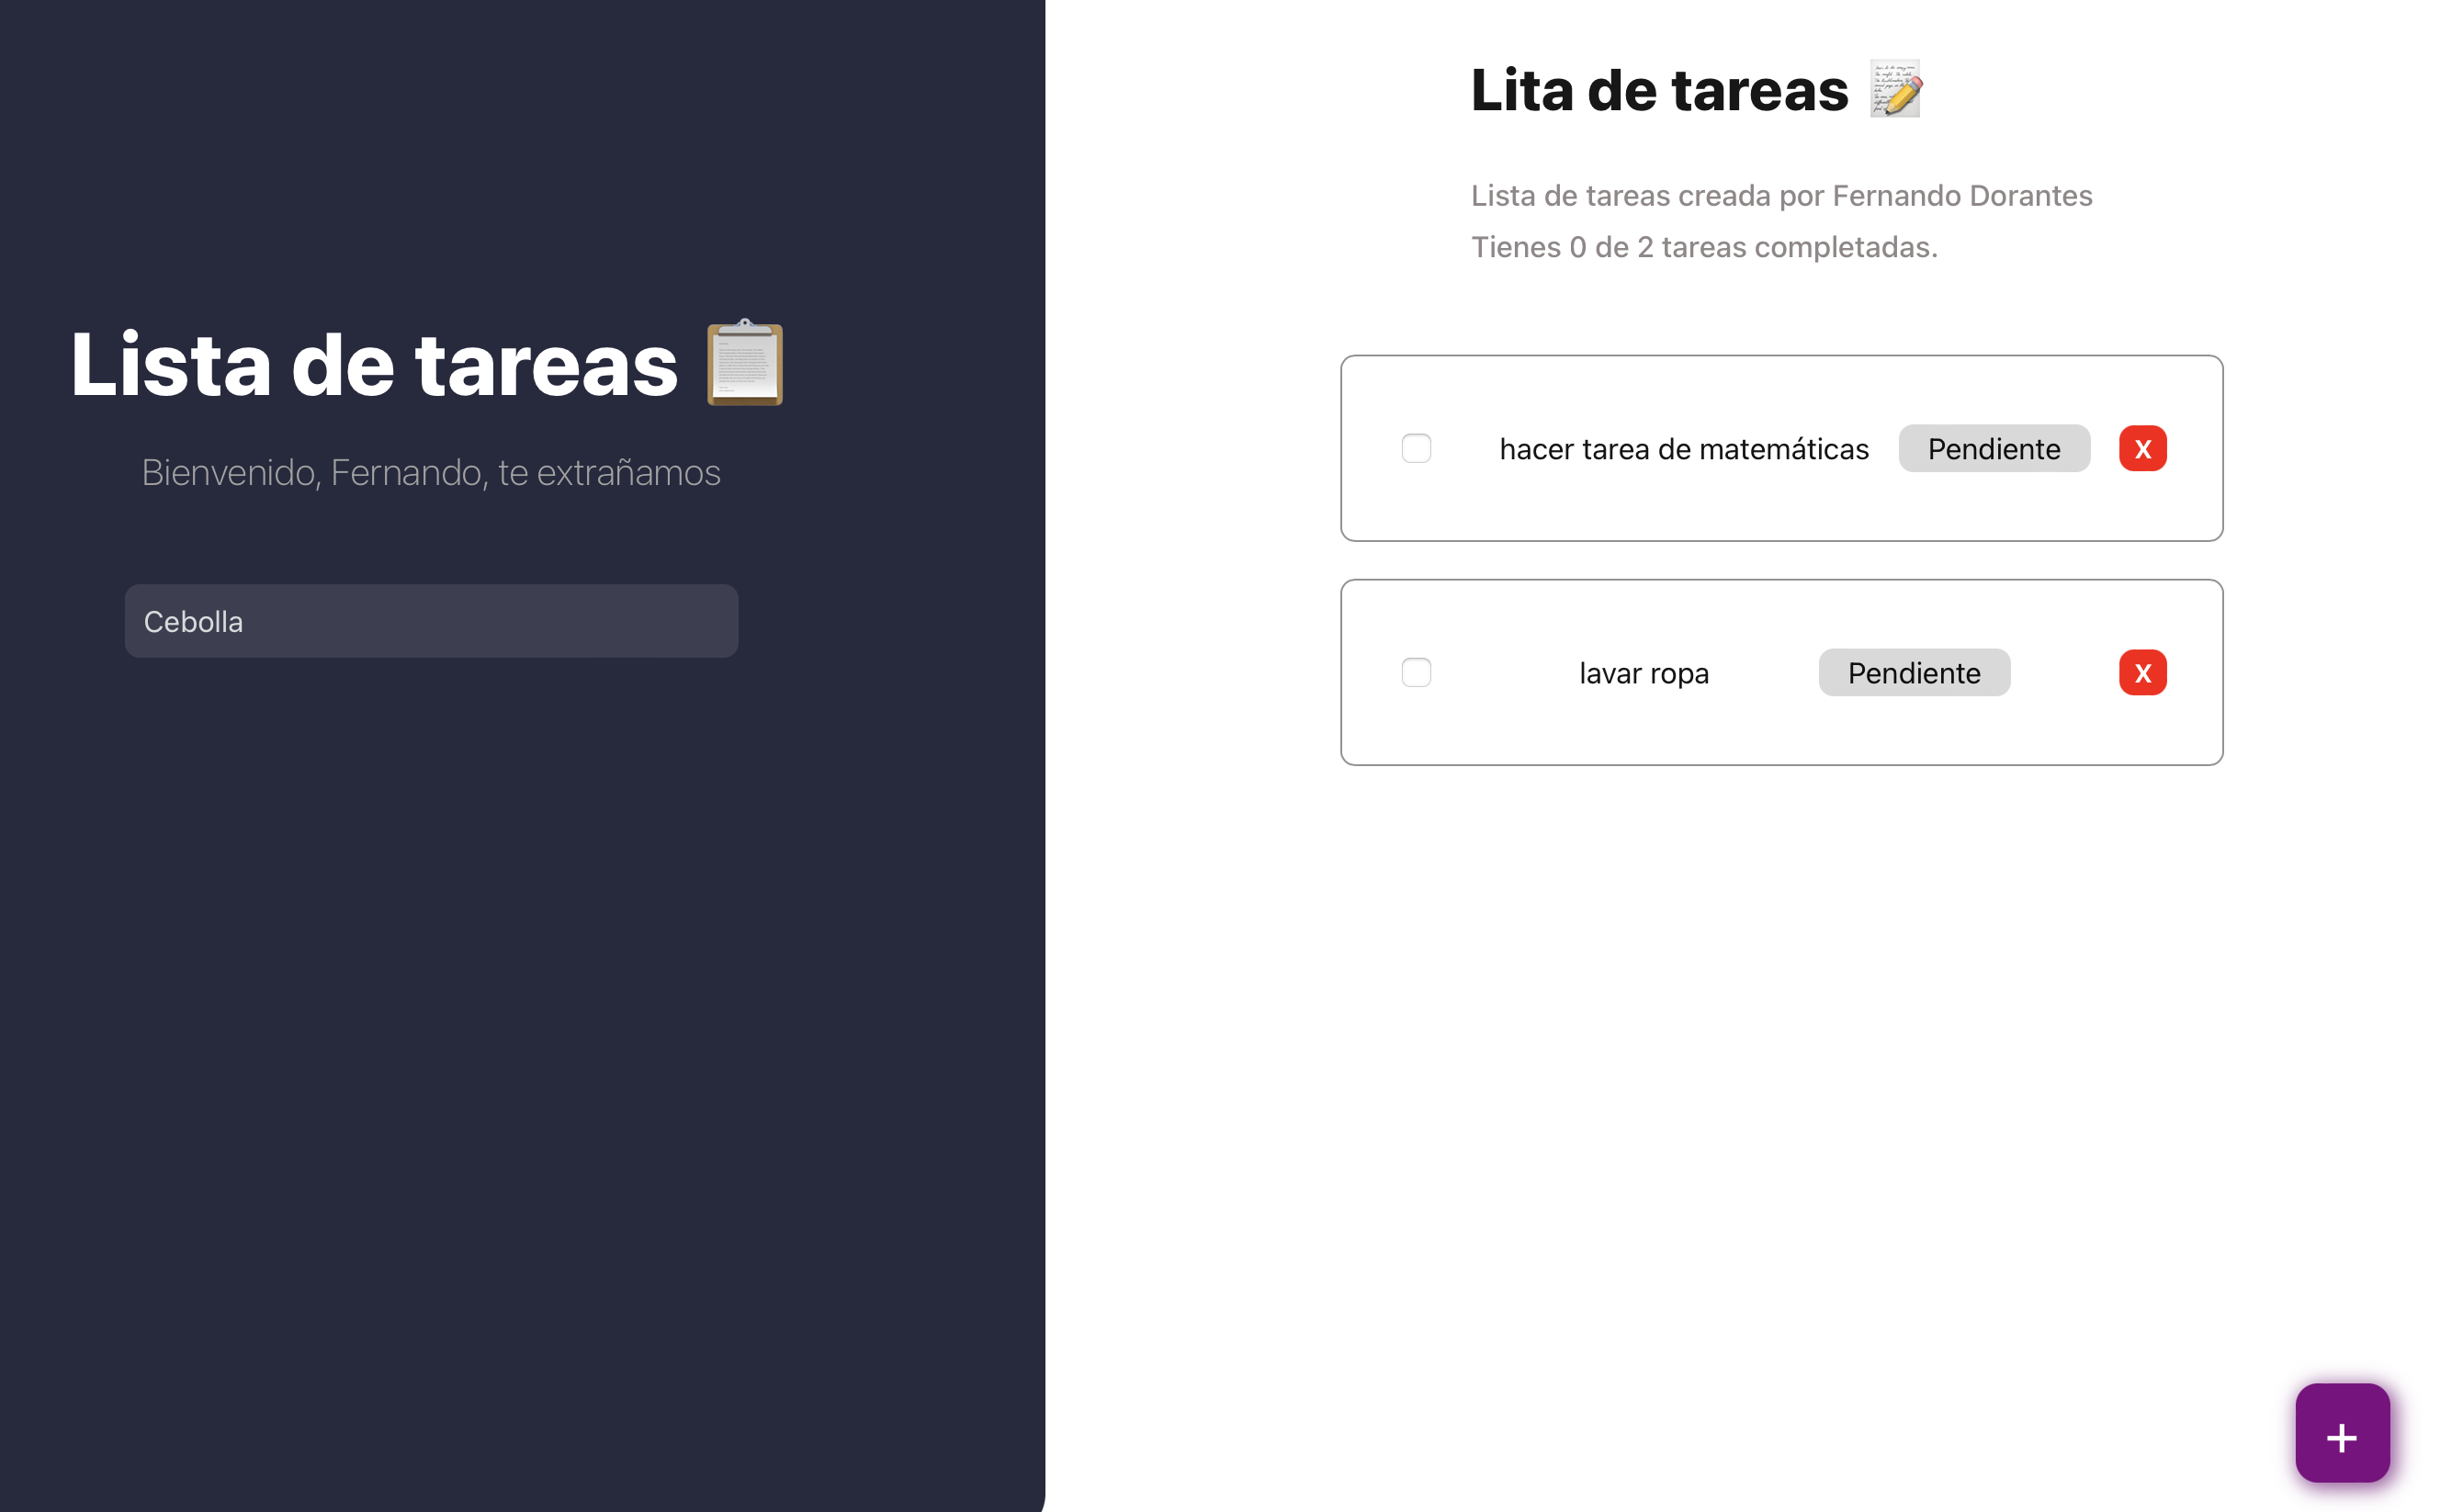 Lista de tareas 📋
Bienvenido, Fernando, te extrañamos
Cebolla
Lita de tareas 📝
Lista de tareas creada por Fernando Dorantes
Tienes 0 de 2 tareas completadas.
hacer tarea de matemáticas Pendiente X
lavar ropa Pendiente X
+